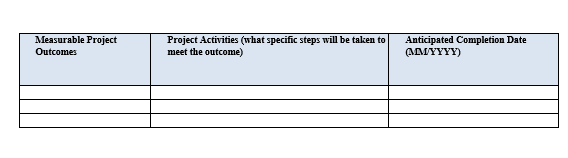 Measurable Project
Outcomes
Project Activities (what specific steps will be taken to
meet the outcome)
Anticipated Completion Date
(MM/YYYY)